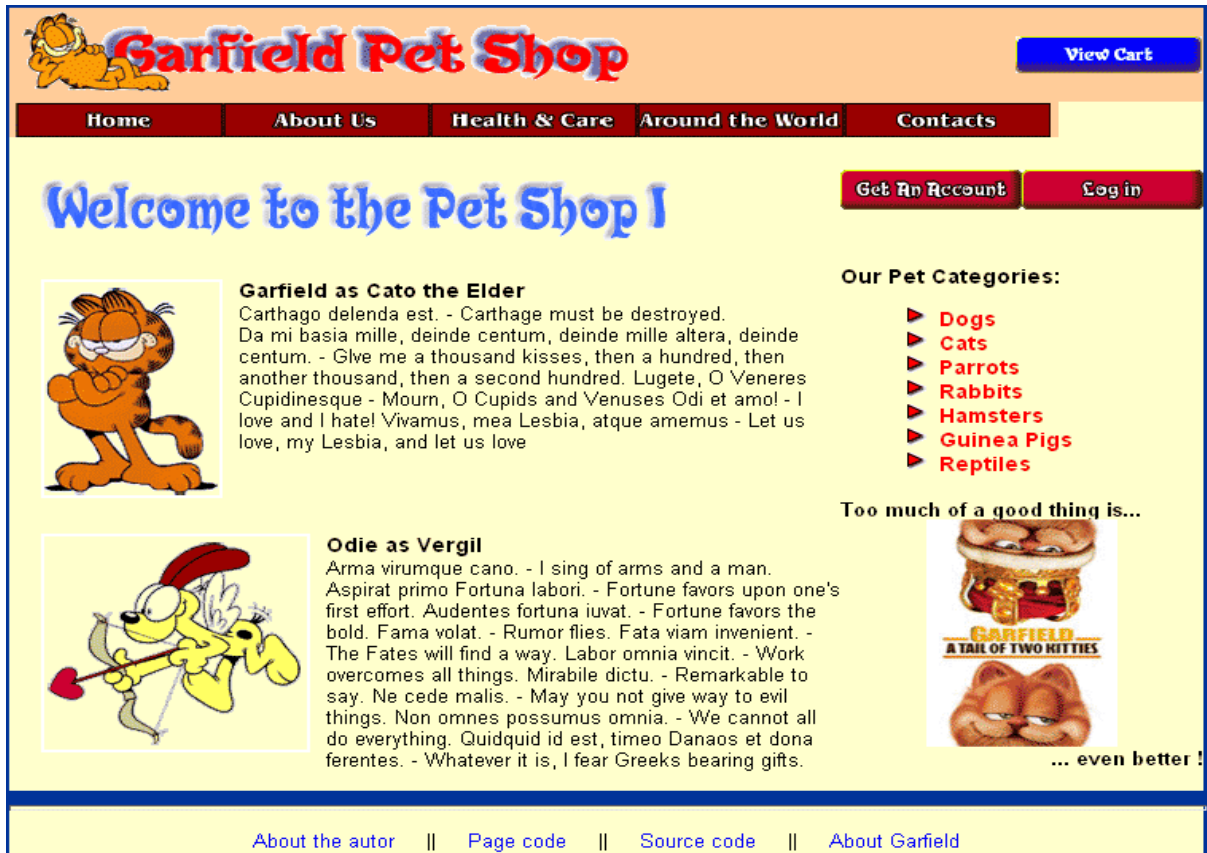 Garfield Pet Shop
View Cart
Home
About Us
Health & Care
Around the World
Contacts
Welcome to the Pet Shop !
Get An Account
Log in
Garfield as Cato the Elder
Carthago delenda est. - Carthage must be destroyed.
Da mi basia mille, deinde centum, deinde mille altera, deinde
centum. - GIve me a thousand kisses, then a hundred, then
another thousand, then a second hundred. Lugete, O Veneres
Cupidinesque - Mourn, O Cupids and Venuses Odi et amo! - I
love and I hate! Vivamus, mea Lesbia, atque amemus - Let us
love, my Lesbia, and let us love
Odie as Vergil
Arma virumque cano. - I sing of arms and a man.
Aspirat primo Fortuna labori. - Fortune favors upon one's
first effort. Audentes fortuna iuvat. - Fortune favors the
bold. Fama volat. - Rumor flies. Fata viam invenient. -
The Fates will find a way. Labor omnia vincit. - Work
overcomes all things. Mirabile dictu. - Remarkable to
say. Ne cede malis. - May you not give way to evil
things. Non omnes possumus omnia. - We cannot all
do everything. Quidquid id est, timeo Danaos et dona
ferentes. - Whatever it is, I fear Greeks bearing gifts.
Our Pet Categories:
Dogs
Cats
Parrots
Rabbits
Hamsters
Guinea Pigs
Reptiles
Too much of a good thing is...
GARFIELD
A TAIL OF TWO KITTIES
... even better !
About the autor || Page code || Source code || About Garfield